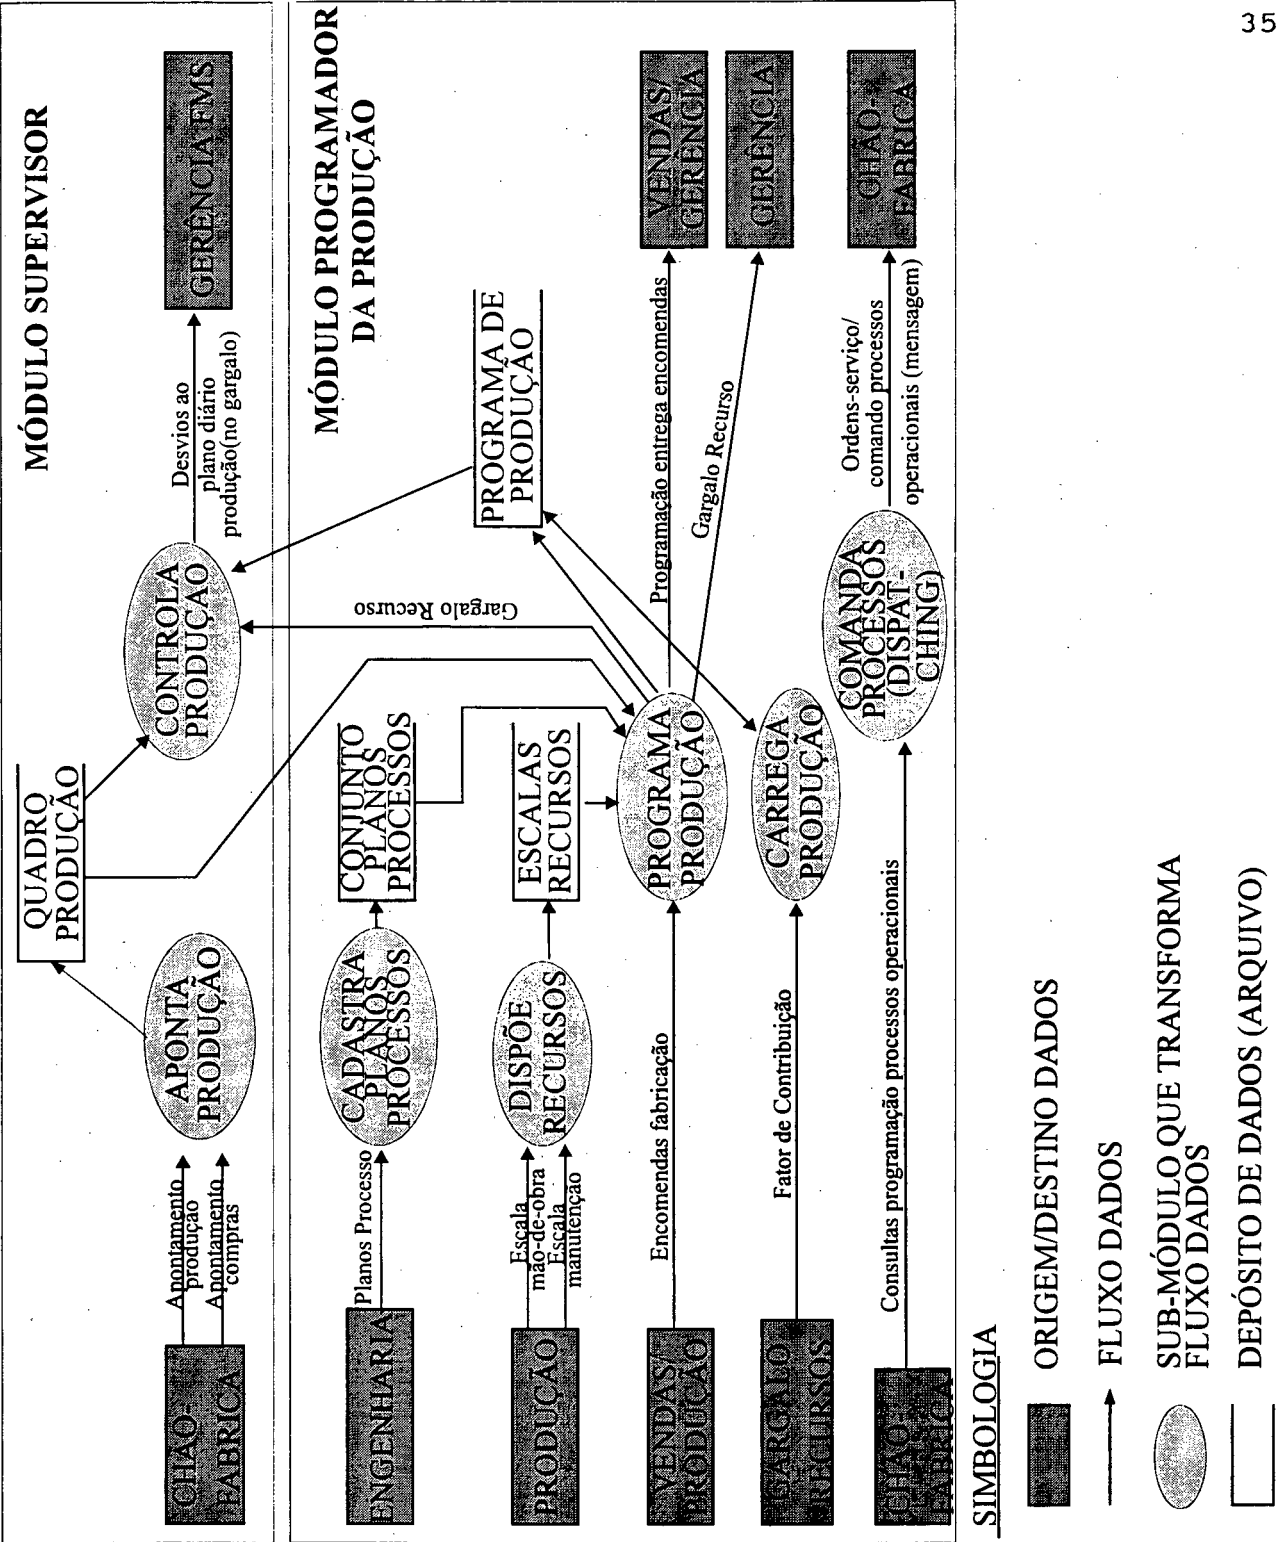 35
MÓDULO SUPERVISOR
QUADRO
PRODUÇÃO
CHÃO-
FABRICA
Apontamento
produção
Apontamento
compras
APONTA
PRODUÇÃO
CONTROLA
PRODUÇÃO
Desvios ao
plano diário
produção(no gargalo)
GERÊNCIA FMS
MÓDULO PROGRAMADOR
DA PRODUÇÃO
ENGENHARIA
Planos Processo
CADASTRA
PLANOS
PROCESSOS
CONJUNTO
PLANOS
PROCESSOS
Gargalo Recurso
PROGRAMA DE
PRODUÇÃO
PRODUÇÃO
Escala
mão-de-obra
Escala
manutenção
DISPÕE
RECURSOS
ESCALAS
RECURSOS
VENDAS/
PRODUÇÃO
Encomendas fabricação
PROGRAMA
PRODUÇÃO
Programação entrega encomendas
VENDAS/
GERÊNCIA
Gargalo Recurso
GERÊNCIA
GARGALO
RECURSOS
Fator de Contribuição
CARREGA
PRODUÇÃO
CHÃO-
FABRICA
Consultas programação processos operacionais
COMANDA
PROCESSOS
(DISPAT-
CHING)
Ordens-serviço/
comando processos
operacionais (mensagem)
CHÃO-
FABRICA
SIMBOLOGIA
ORIGEM/DESTINO DADOS
FLUXO DADOS
SUB-MÓDULO QUE TRANSFORMA
FLUXO DADOS
DEPÓSITO DE DADOS (ARQUIVO)